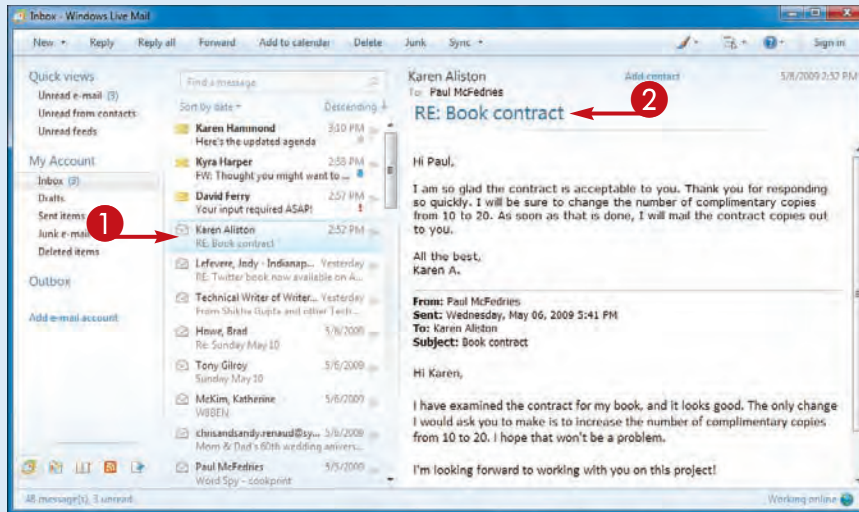 Inbox - Windows Live Mail
New Reply Reply all Forward Add to calendar Delete Junk Sync Sign in
Quick views
Unread e-mail (3)
Unread from contacts
Unread feeds
My Account
Inbox (3)
Drafts
Sent items
Junk e-mail
Deleted items
Outbox
Add e-mail account
1
Find a message
Sort by date Descending
Karen Hammond 3:10 PM
Here's the updated agenda
Kyra Harper 2:58 PM
FW: Thought you might want to ...
David Ferry 2:57 PM
Your input required ASAP!
Karen Aliston 2:52 PM
RE: Book contract
Lefevere, Jody - Indianap... Yesterday
RE: Twitter book now available on A...
Technical Writer of Writer... Yesterday
From Shikha Gupta and other Tech...
Howe, Brad 5/8/2009
Re: Sunday May 10
Tony Gilroy 5/6/2009
Sunday May 10
McKim, Katherine 5/6/2009
W8BEN
chrisandsandy.renaud@sy... 5/6/2009
Mom & Dad's 60th wedding anivers...
Paul McFedries 5/5/2009
Word Spy - cookprint
Karen Aliston Add contact 5/8/2009 2:52 PM
To: Paul McFedries
RE: Book contract
2
Hi Paul,
I am so glad the contract is acceptable to you. Thank you for responding
so quickly. I will be sure to change the number of complimentary copies
from 10 to 20. As soon as that is done, I will mail the contract copies out
to you.
All the best,
Karen A.
From: Paul McFedries
Sent: Wednesday, May 06, 2009 5:41 PM
To: Karen Aliston
Subject: Book contract
Hi Karen,
I have examined the contract for my book, and it looks good. The only change
I would ask you to make is to increase the number of complimentary copies
from 10 to 20. I hope that won't be a problem.
I'm looking forward to working with you on this project!
48 message(s), 3 unread
Working online